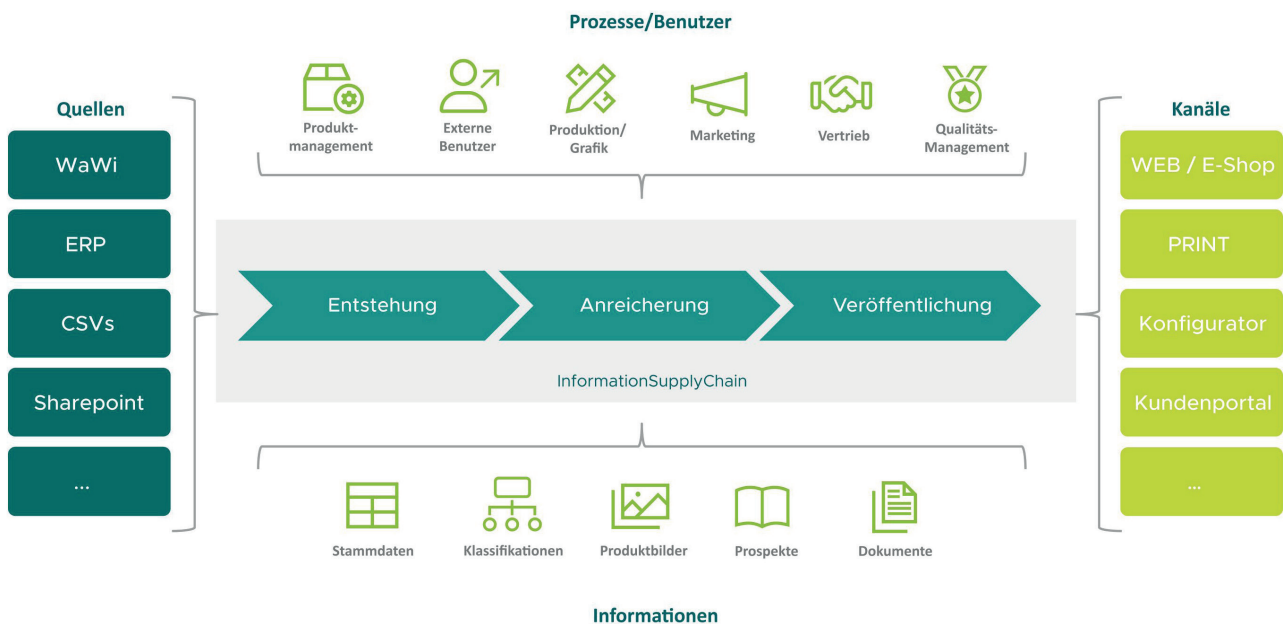 Prozesse/Benutzer
Produkt-
management
Externe
Benutzer
Produktion/
Grafik
Marketing
Vertrieb
Qualitäts-
Management
Quellen
WaWi
ERP
CSVs
Sharepoint
...
Entstehung
Anreicherung
Veröffentlichung
InformationSupplyChain
Kanäle
WEB / E-Shop
PRINT
Konfigurator
Kundenportal
...
Stammdaten
Klassifikationen
Produktbilder
Prospekte
Dokumente
Informationen